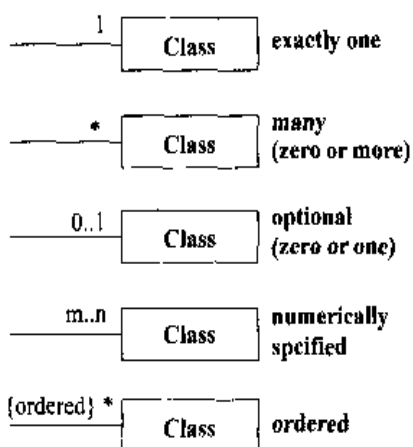 1
Class
exactly one
*
Class
many
(zero or more)
0..1
Class
optional
(zero or one)
m..n
Class
numerically
spcified
{ordered} *
Class
ordered